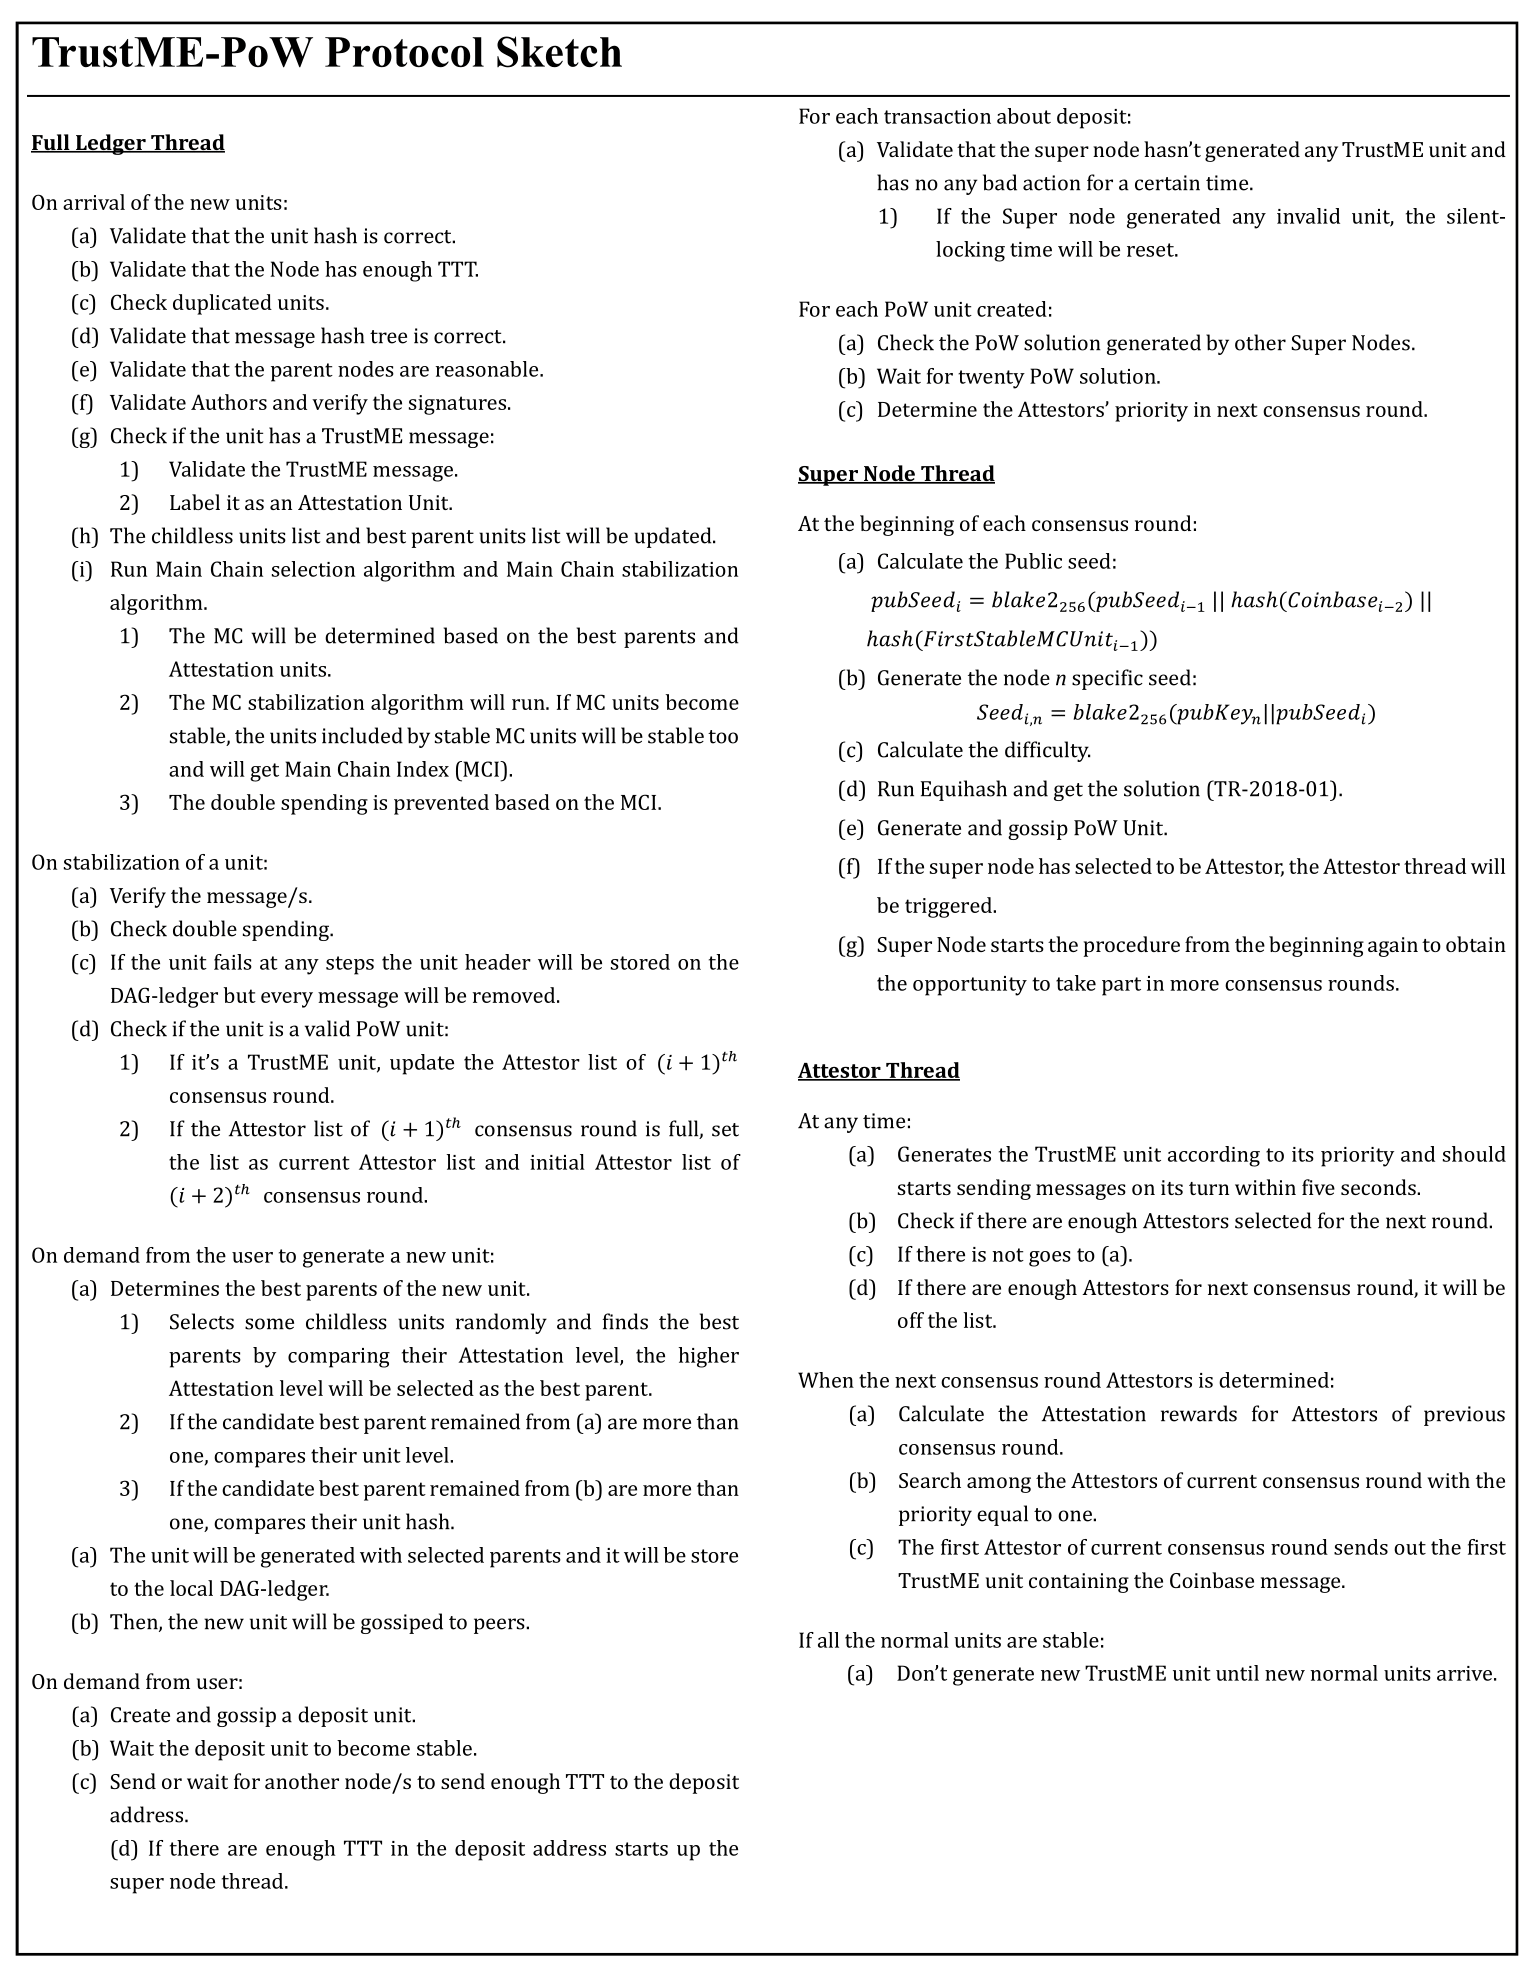 TrustME-PoW Protocol Sketch
Full Ledger Thread
On arrival of the new units:
(a) Validate that the unit hash is correct.
(b) Validate that the Node has enough TTT.
(c) Check duplicated units.
(d) Validate that message hash tree is correct.
(e) Validate that the parent nodes are reasonable.
(f) Validate Authors and verify the signatures.
(g) Check if the unit has a TrustME message:
1) Validate the TrustME message.
2) Label it as an Attestation Unit.
(h) The childless units list and best parent units list will be updated.
(i) Run Main Chain selection algorithm and Main Chain stabilization
algorithm.
1) The MC will be determined based on the best parents and
Attestation units.
2) The MC stabilization algorithm will run. If MC units become
stable, the units included by stable MC units will be stable too
and will get Main Chain Index (MCI).
3) The double spending is prevented based on the MCI.
On stabilization of a unit:
(a) Verify the message/s.
(b) Check double spending.
(c) If the unit fails at any steps the unit header will be stored on the
DAG-ledger but every message will be removed.
(d) Check if the unit is a valid PoW unit:
1) If it’s a TrustME unit, update the Attestor list of (i + 1)^th
consensus round.
2) If the Attestor list of (i + 1)^th consensus round is full, set
the list as current Attestor list and initial Attestor list of
(i + 2)^th consensus round.
On demand from the user to generate a new unit:
(a) Determines the best parents of the new unit.
1) Selects some childless units randomly and finds the best
parents by comparing their Attestation level, the higher
Attestation level will be selected as the best parent.
2) If the candidate best parent remained from (a) are more than
one, compares their unit level.
3) If the candidate best parent remained from (b) are more than
one, compares their unit hash.
(a) The unit will be generated with selected parents and it will be store
to the local DAG-ledger.
(b) Then, the new unit will be gossiped to peers.
On demand from user:
(a) Create and gossip a deposit unit.
(b) Wait the deposit unit to become stable.
(c) Send or wait for another node/s to send enough TTT to the deposit
address.
(d) If there are enough TTT in the deposit address starts up the
super node thread.
For each transaction about deposit:
(a) Validate that the super node hasn’t generated any TrustME unit and
has no any bad action for a certain time.
1) If the Super node generated any invalid unit, the silent-
locking time will be reset.
For each PoW unit created:
(a) Check the PoW solution generated by other Super Nodes.
(b) Wait for twenty PoW solution.
(c) Determine the Attestors’ priority in next consensus round.
Super Node Thread
At the beginning of each consensus round:
(a) Calculate the Public seed:
pubSeed_i = blake2_256(pubSeed_{i−1} || hash(Coinbase_{i−2}) ||
hash(FirstStableMCUnit_{i−1}))
(b) Generate the node n specific seed:
Seed_{i,n} = blake2_256(pubKey_n||pubSeed_i)
(c) Calculate the difficulty.
(d) Run Equihash and get the solution (TR-2018-01).
(e) Generate and gossip PoW Unit.
(f) If the super node has selected to be Attestor, the Attestor thread will
be triggered.
(g) Super Node starts the procedure from the beginning again to obtain
the opportunity to take part in more consensus rounds.
Attestor Thread
At any time:
(a) Generates the TrustME unit according to its priority and should
starts sending messages on its turn within five seconds.
(b) Check if there are enough Attestors selected for the next round.
(c) If there is not goes to (a).
(d) If there are enough Attestors for next consensus round, it will be
off the list.
When the next consensus round Attestors is determined:
(a) Calculate the Attestation rewards for Attestors of previous
consensus round.
(b) Search among the Attestors of current consensus round with the
priority equal to one.
(c) The first Attestor of current consensus round sends out the first
TrustME unit containing the Coinbase message.
If all the normal units are stable:
(a) Don’t generate new TrustME unit until new normal units arrive.